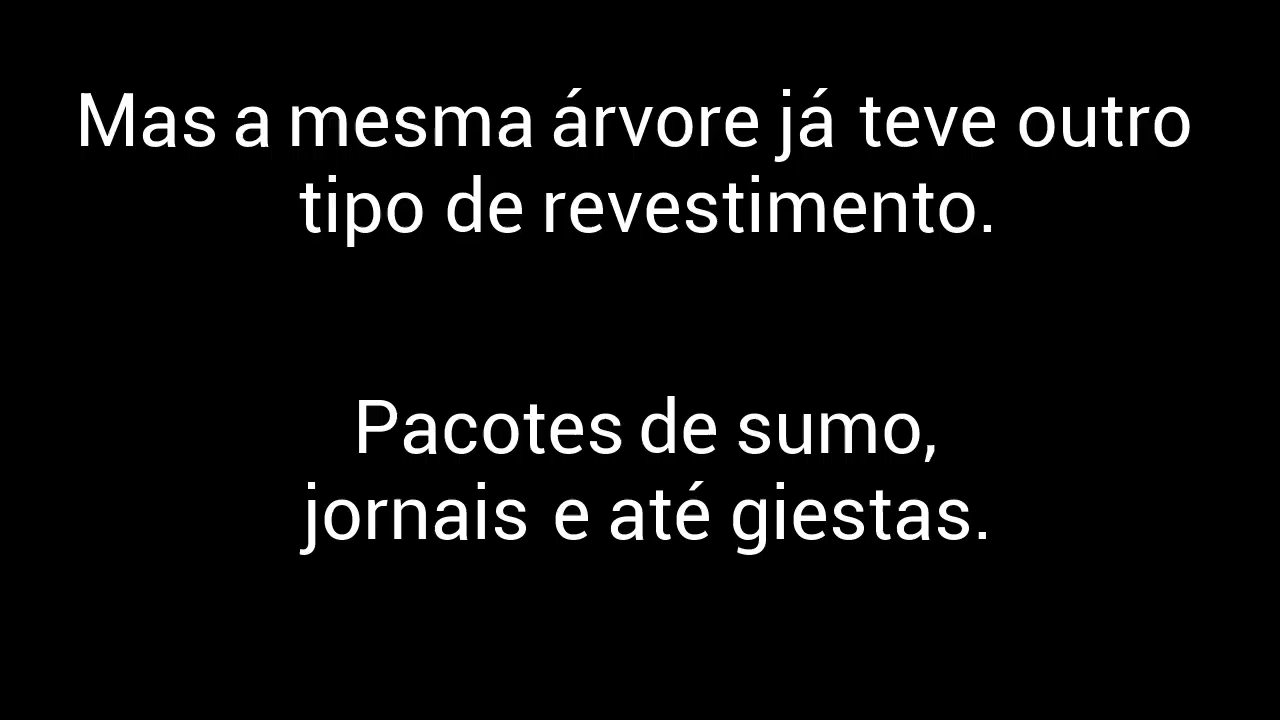 Mas a mesma árvore já teve outro
tipo de revestimento.
Pacotes de sumo,
jornais e até giestas.